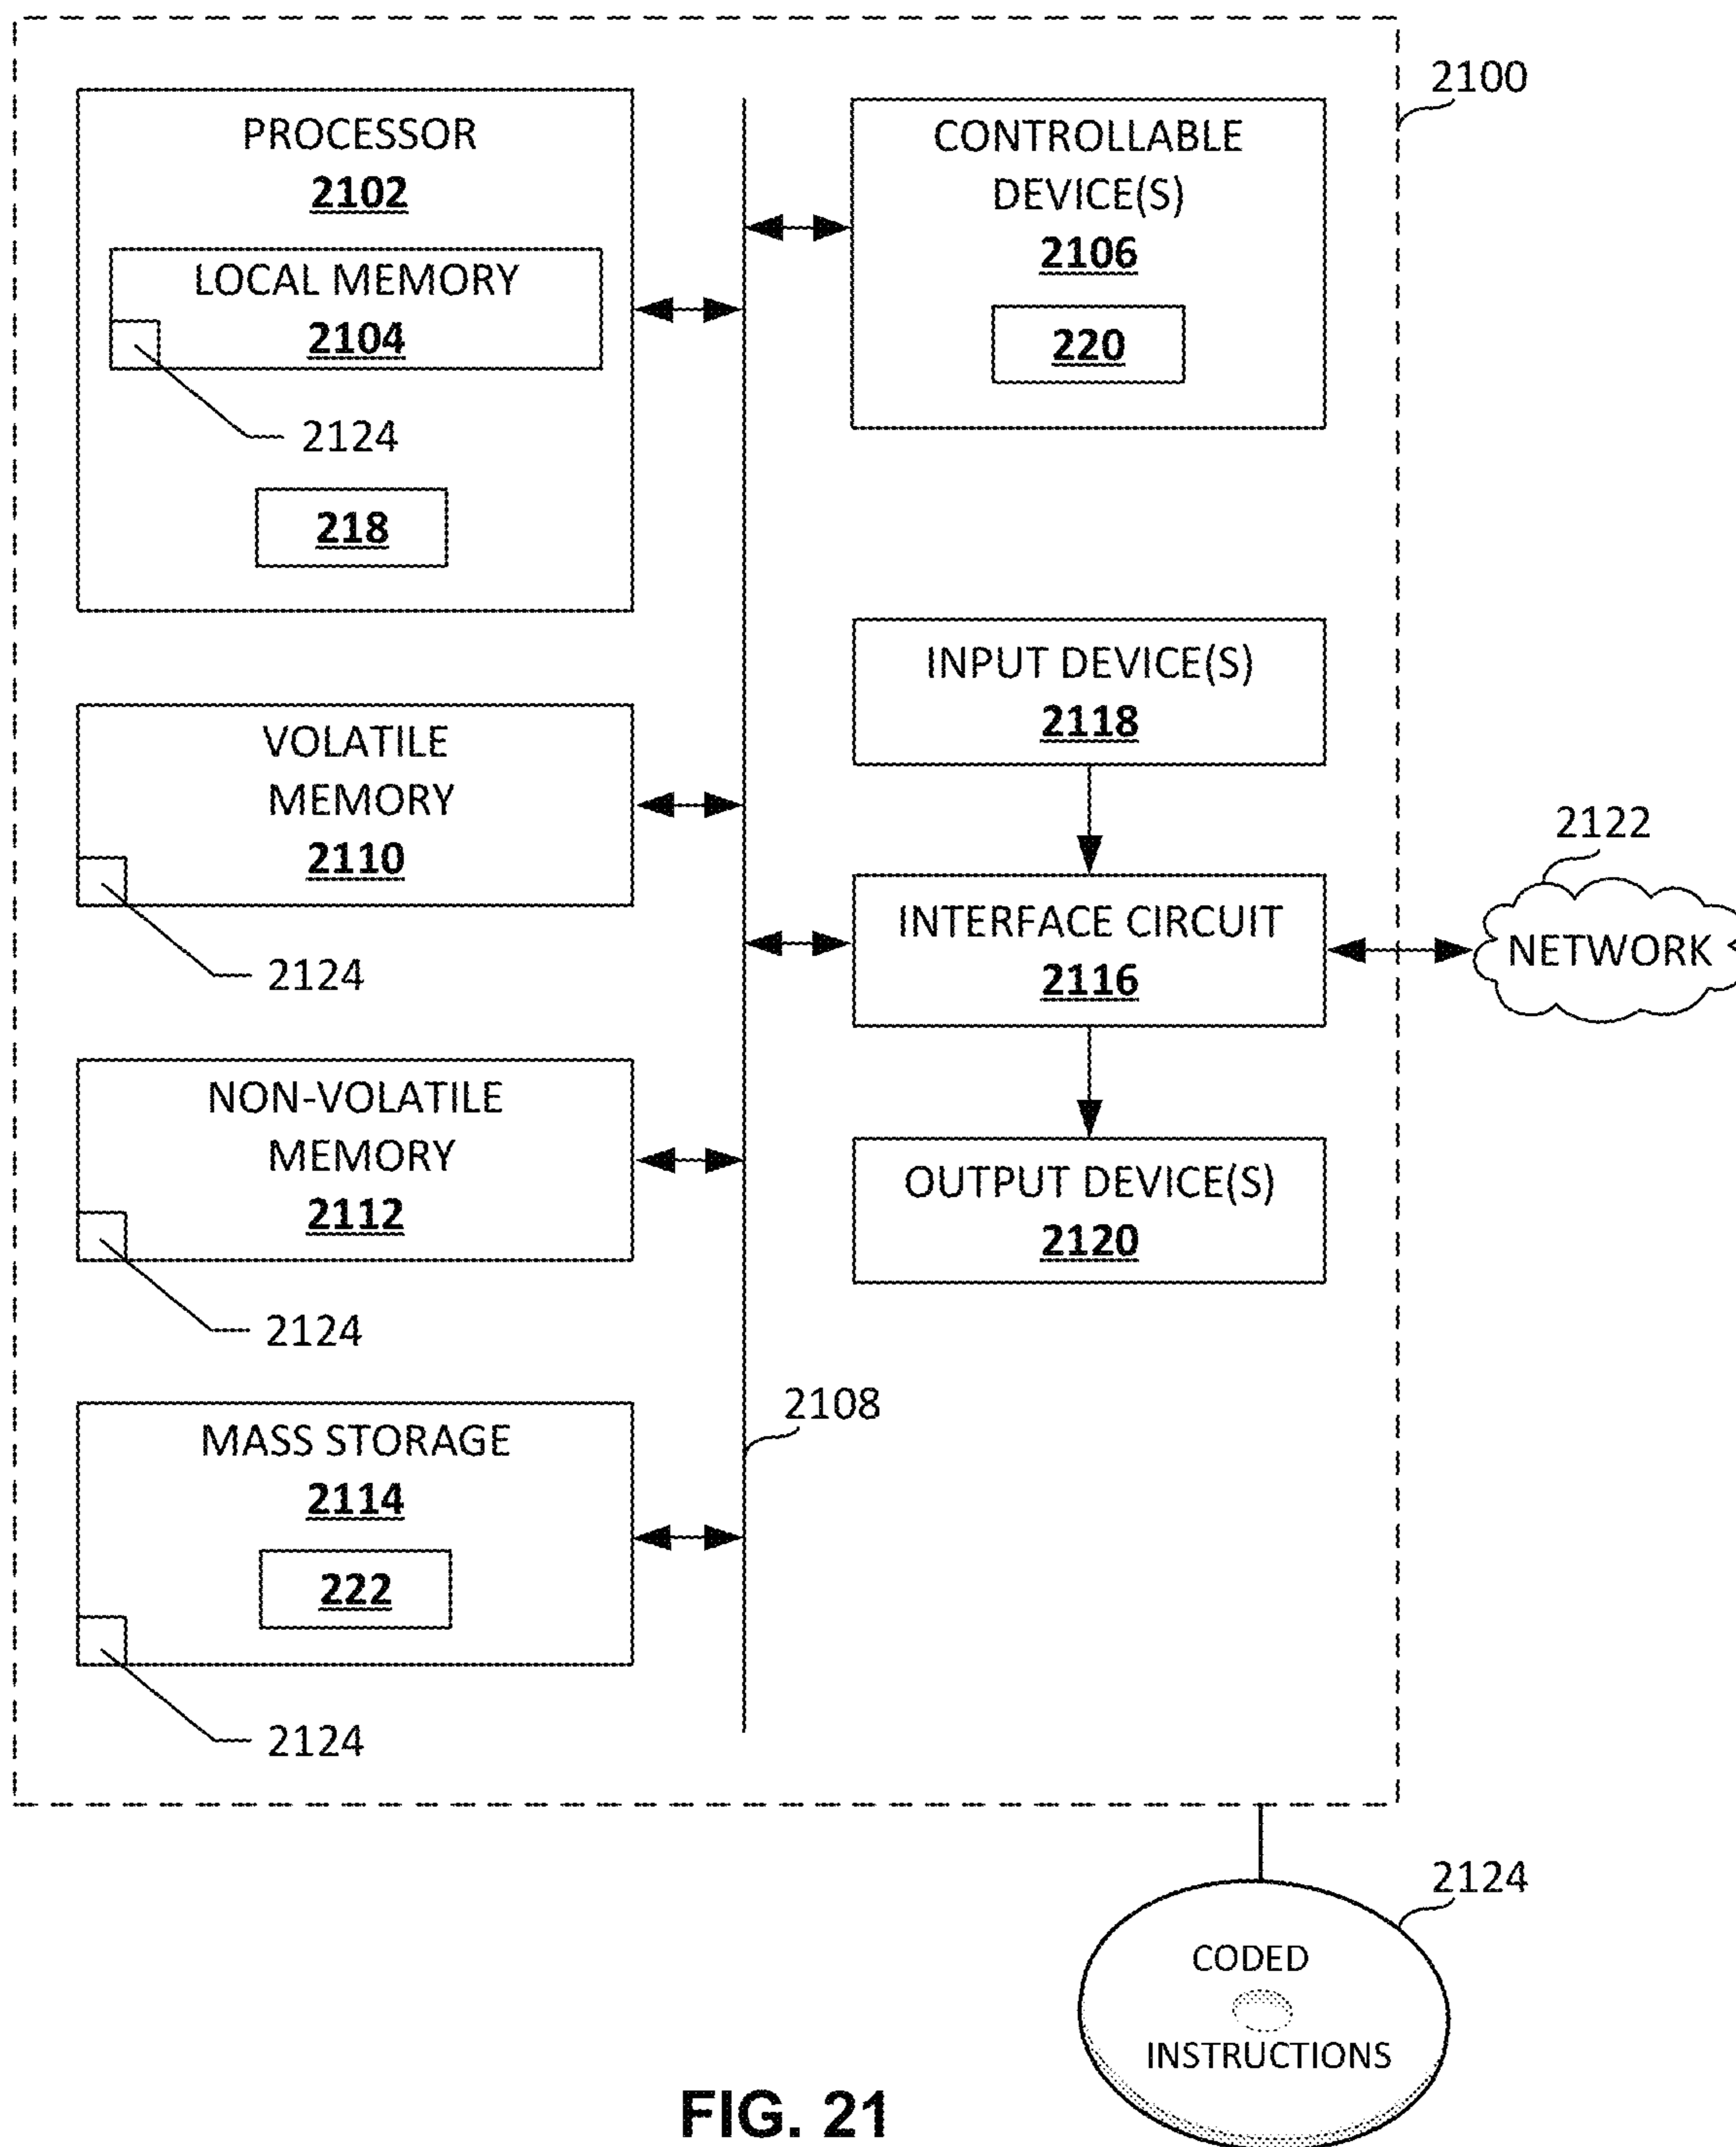 2100
PROCESSOR
2102
LOCAL MEMORY
2104
2124
218
CONTROLLABLE
DEVICE(S)
2106
220
INPUT DEVICE(S)
2118
VOLATILE
MEMORY
2110
2124
INTERFACE CIRCUIT
2116
2122
NETWORK
NON-VOLATILE
MEMORY
2112
2124
OUTPUT DEVICE(S)
2120
2108
MASS STORAGE
2114
222
2124
2124
CODED
INSTRUCTIONS
FIG. 21